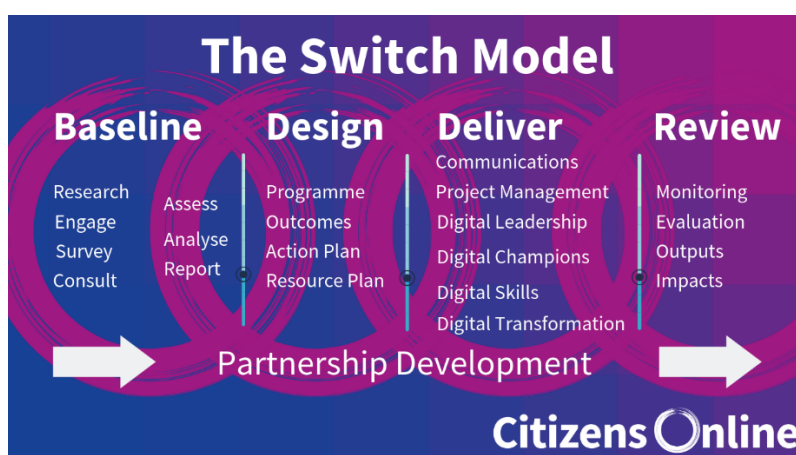 The Switch Model
Baseline
Research
Engage
Survey
Consult
Assess
Analyse
Report
Design
Programme
Outcomes
Action Plan
Resource Plan
Deliver
Communications
Project Management
Digital Leadership
Digital Champions
Digital Skills
Digital Transformation
Review
Monitoring
Evaluation
Outputs
Impacts
Partnership Development
Citizens Online